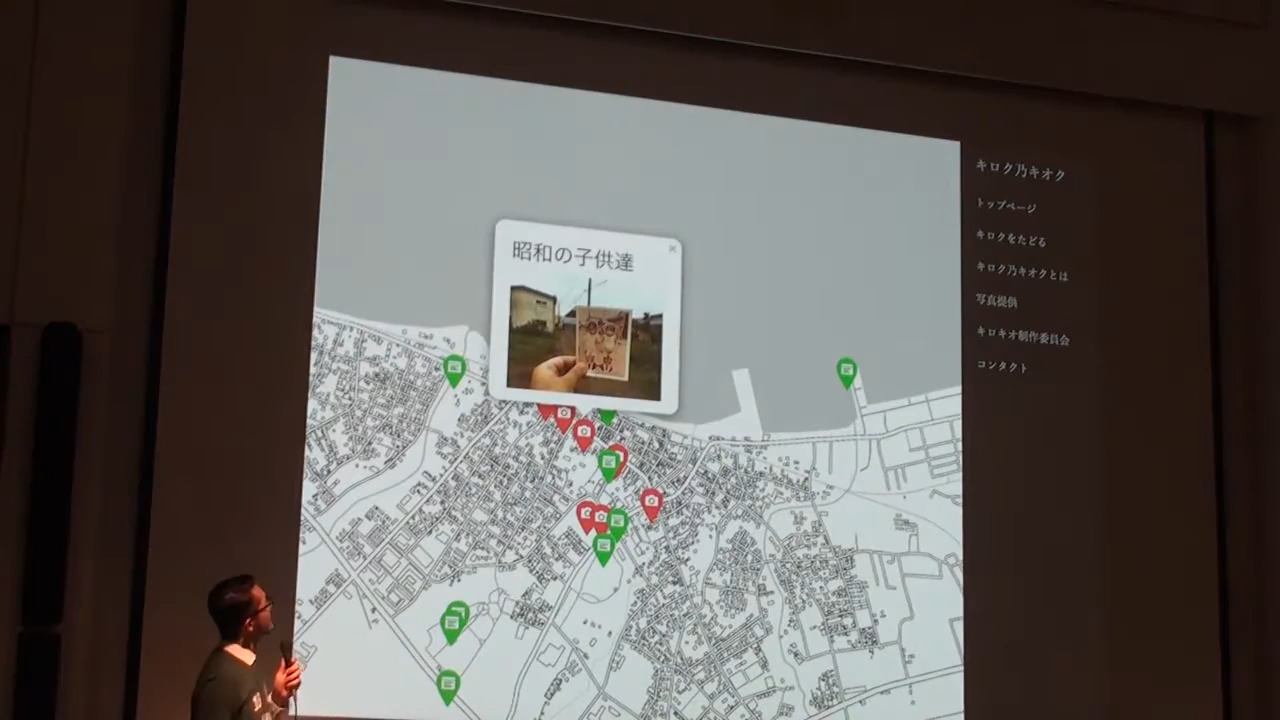 昭和の子供達
キロク乃キオク
トップページ
キロクをたどる
キロク乃キオクとは
写真提供
キロキオ制作委員会
コンタクト